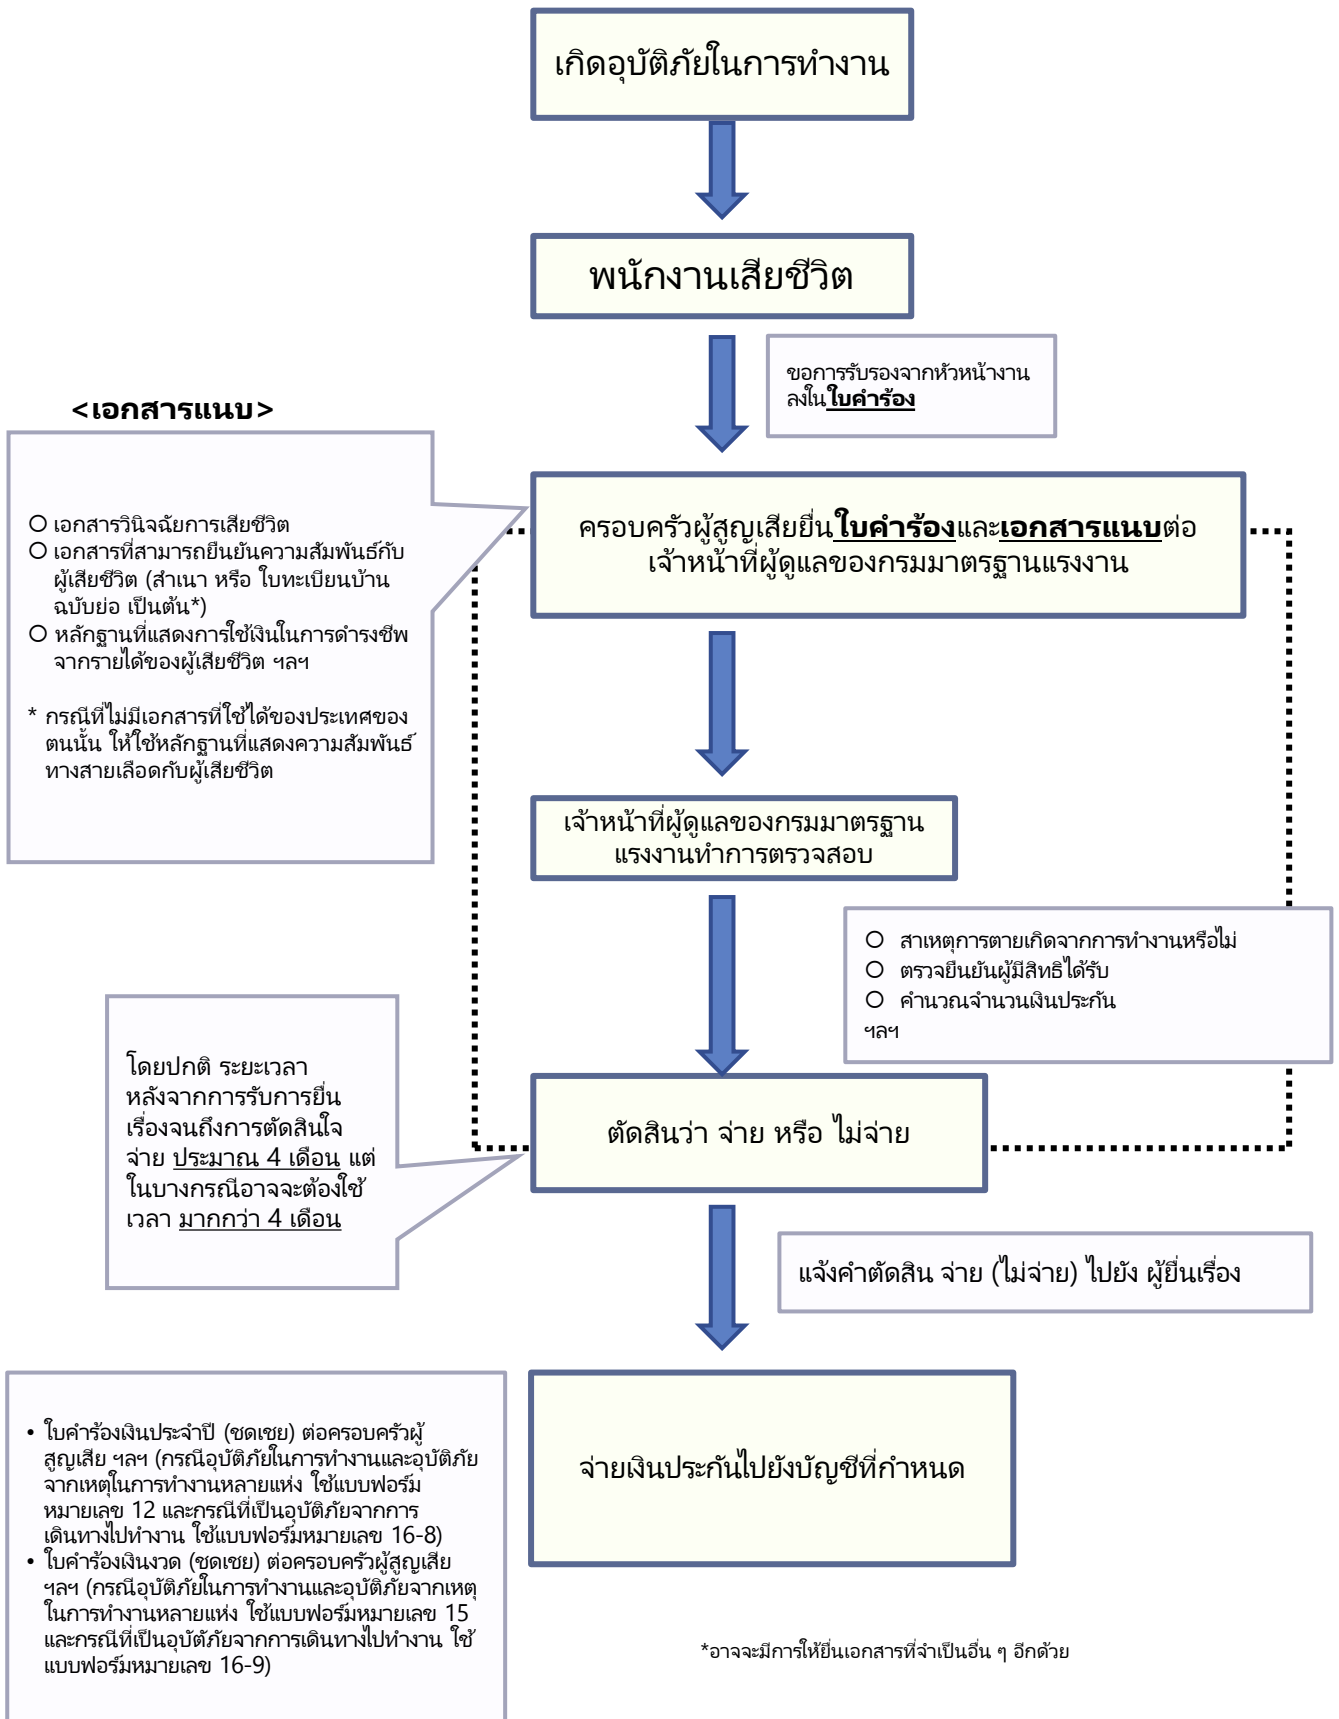 เกิดอุบัติภัยในการทำงาน
พนักงานเสียชีวิต
ขอการรับรองจากหัวหน้างาน
ลงในใบคำร้อง
<เอกสารแนบ>
○ เอกสารวินิจฉัยการเสียชีวิต
○ เอกสารที่สามารถยืนยันความสัมพันธ์กับ
ผู้เสียชีวิต (สำเนา หรือ ใบทะเบียนบ้าน
ฉบับย่อ เป็นต้น*)
○ หลักฐานที่แสดงการใช้เงินในการดำรงชีพ
จากรายได้ของผู้เสียชีวิต ฯลฯ
* กรณีที่ไม่มีเอกสารที่ใช้ได้ของประเทศของ
ตนนั้น ให้ใช้หลักฐานที่แสดงความสัมพันธ์
ทางสายเลือดกับผู้เสียชีวิต
ครอบครัวผู้สูญเสียยื่นใบคำร้องและเอกสารแนบต่อ
เจ้าหน้าที่ผู้ดูแลของกรมมาตรฐานแรงงาน
เจ้าหน้าที่ผู้ดูแลของกรมมาตรฐาน
แรงงานทำการตรวจสอบ
○ สาเหตุการตายเกิดจากการทำงานหรือไม่
○ ตรวจยืนยันผู้มีสิทธิได้รับ
○ คำนวณจำนวนเงินประกัน
ฯลฯ
โดยปกติ ระยะเวลา
หลังจากการรับการยื่น
เรื่องจนถึงการตัดสินใจ
จ่าย ประมาณ 4 เดือน แต่
ในบางกรณีอาจจะต้องใช้
เวลา มากกว่า 4 เดือน
ตัดสินว่า จ่าย หรือ ไม่จ่าย
แจ้งคำตัดสิน จ่าย (ไม่จ่าย) ไปยัง ผู้ยื่นเรื่อง
จ่ายเงินประกันไปยังบัญชีที่กำหนด
• ใบคำร้องเงินประจำปี (ชดเชย) ต่อครอบครัวผู้
สูญเสีย ฯลฯ (กรณีอุบัติภัยในการทำงานและอุบัติภัย
จากเหตุในการทำงานหลายแห่ง ใช้แบบฟอร์ม
หมายเลข 12 และกรณีที่เป็นอุบัติภัยจากการ
เดินทางไปทำงาน ใช้แบบฟอร์มหมายเลข 16-8)
• ใบคำร้องเงินงวด (ชดเชย) ต่อครอบครัวผู้สูญเสีย
ฯลฯ (กรณีอุบัติภัยในการทำงานและอุบัติภัยจากเหตุ
ในการทำงานหลายแห่ง ใช้แบบฟอร์มหมายเลข 15
และกรณีที่เป็นอุบัตัภัยจากการเดินทางไปทำงาน ใช้
แบบฟอร์มหมายเลข 16-9)
*อาจจะมีการให้ยื่นเอกสารที่จำเป็นอื่น ๆ อีกด้วย